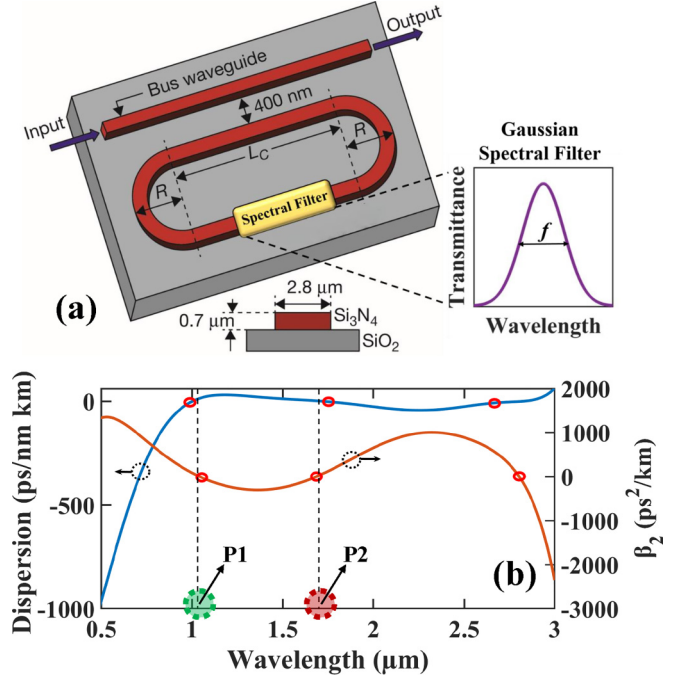 (a)
Input
Bus waveguide
Output
400 nm
L_C
R
R
Spectral Filter
Gaussian
Spectral Filter
Transmittance
f
Wavelength
2.8 μm
0.7 μm
Si₃N₄
SiO₂
(b)
Dispersion (ps/nm km)
0
-500
-1000
β₂ (ps²/km)
2000
1000
0
-1000
-2000
-3000
P1
P2
0.5
1
1.5
2
2.5
3
Wavelength (μm)